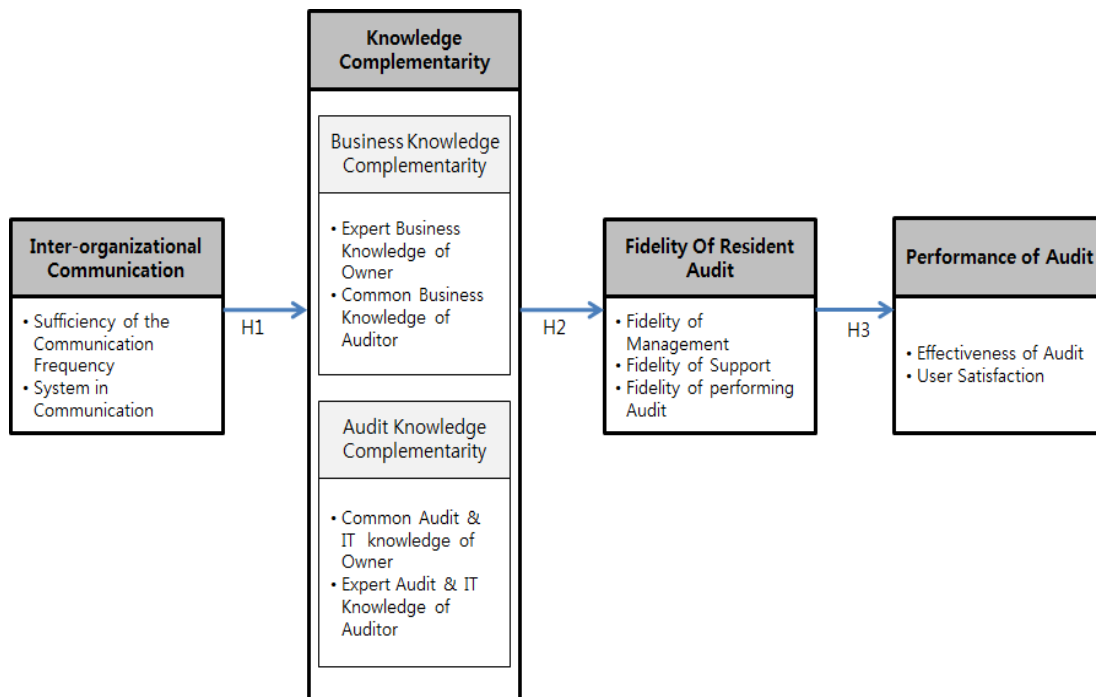 Inter-organizational
Communication
• Sufficiency of the
Communication
Frequency
• System in
Communication
H1
Knowledge
Complementarity
Business Knowledge
Complementarity
• Expert Business
Knowledge of
Owner
• Common Business
Knowledge of
Auditor
Audit Knowledge
Complementarity
• Common Audit &
IT knowledge of
Owner
• Expert Audit & IT
Knowledge of
Auditor
H2
Fidelity Of Resident
Audit
• Fidelity of
Management
• Fidelity of Support
• Fidelity of performing
Audit
H3
Performance of Audit
• Effectiveness of Audit
• User Satisfaction